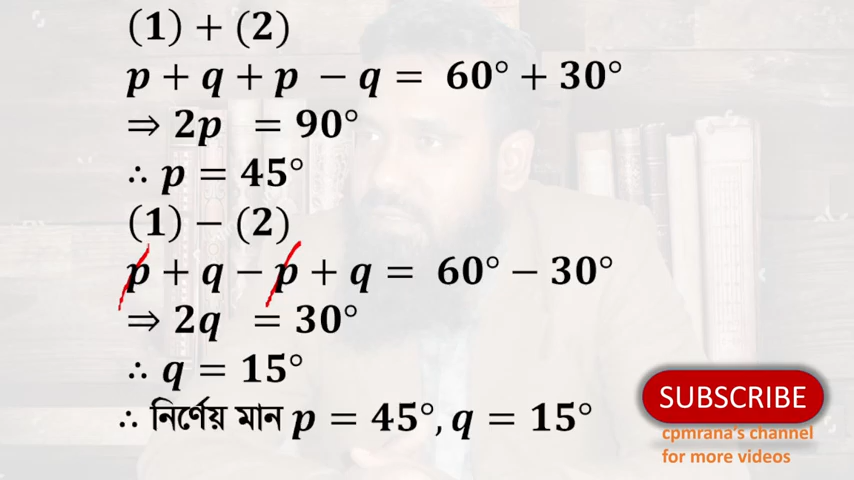 (1) + (2)
p + q + p − q = 60° + 30°
⇒ 2p = 90°
∴ p = 45°
(1) − (2)
p + q − p + q = 60° − 30°
⇒ 2q = 30°
∴ q = 15°
∴ নির্ণেয় মান p = 45°, q = 15°
SUBSCRIBE
cpmrana's channel
for more videos